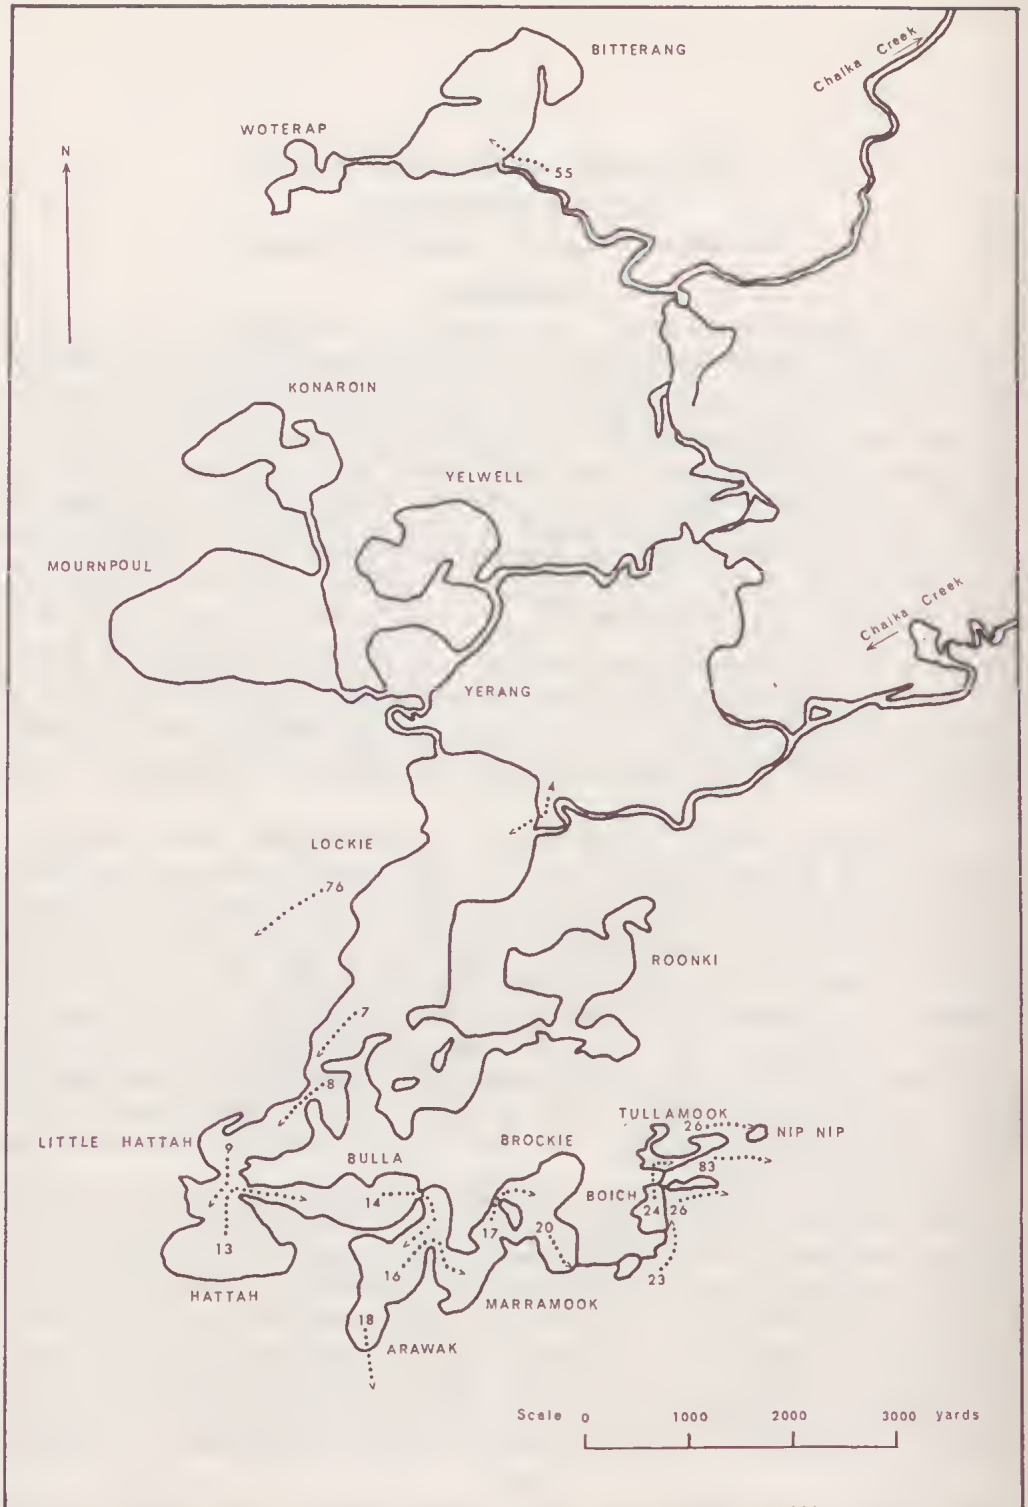 BITTERANG
Chalka Creek
WOTERAP
N
55
KONAROIN
YELWELL
MOURNPOUL
Chalka Creek
YERANG
4
LOCKIE
76
ROONKI
7
8
TULLAMOOK
26
NIP NIP
LITTLE HATTAH
9
BROCKIE
BULLA
83
14
BOICH
24
26
17
20
13
16
23
HATTAH
MARRAMOOK
18
ARAWAK
Scale 0 1000 2000 3000 yards